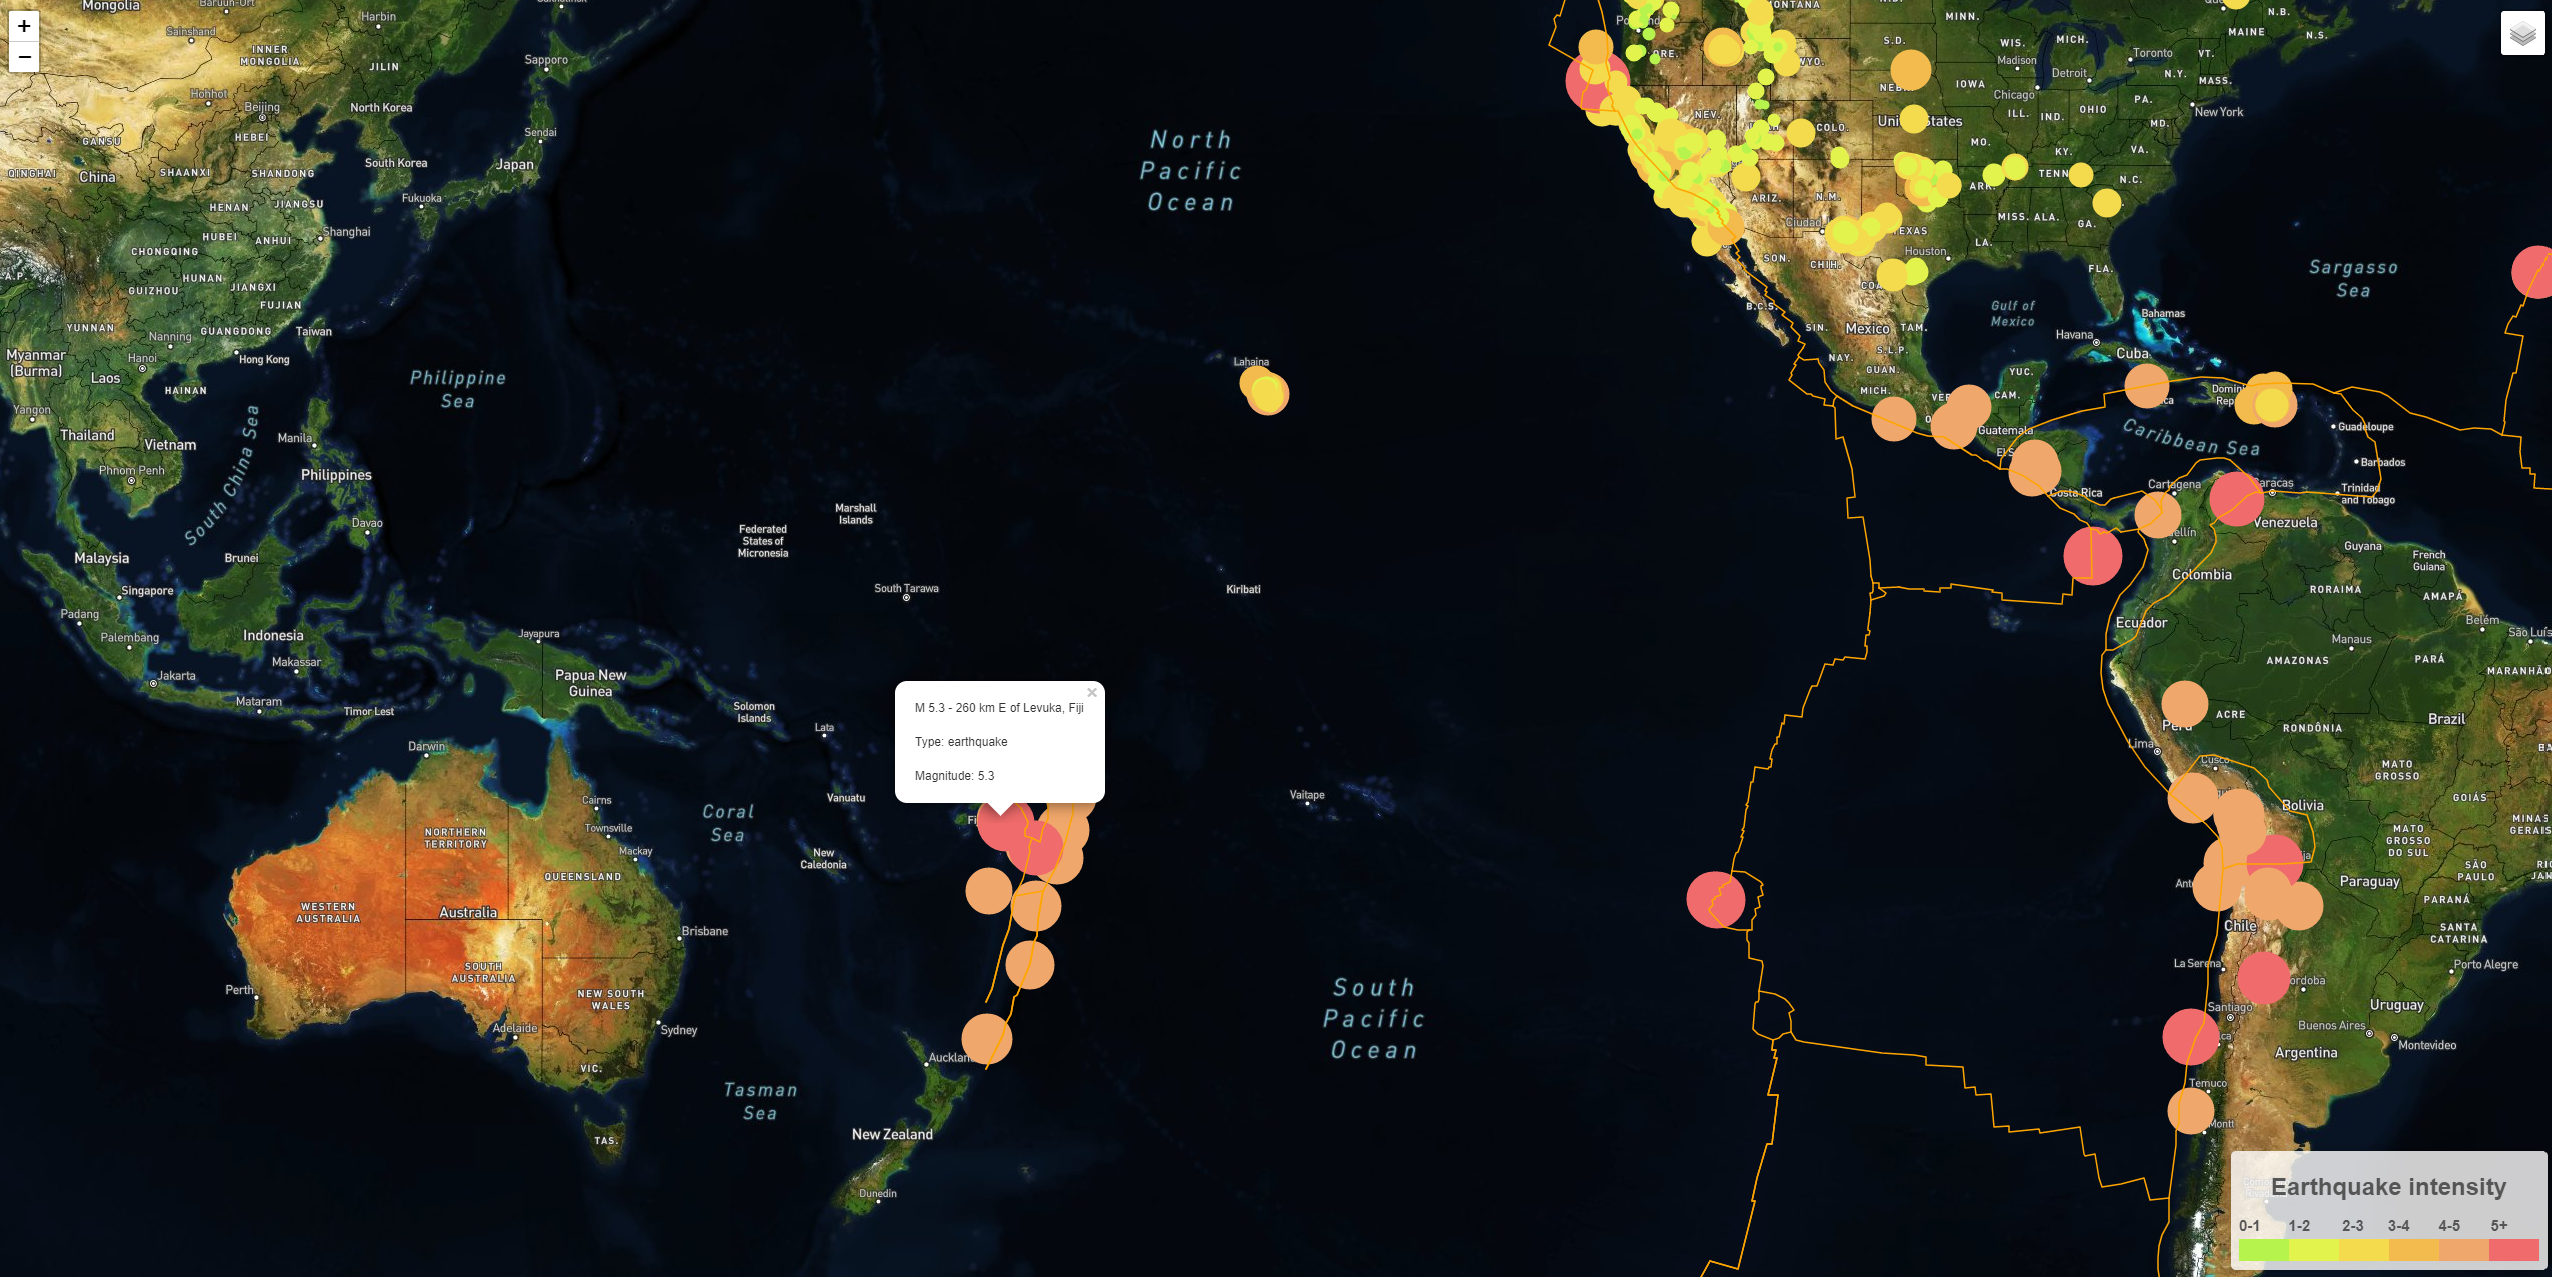 +
−
Mongolia
Harbin
Sainshand
INNER
MONGOLIA
JILIN
Sapporo
Hohhot
Beijing
North Korea
HEBEI
GANSU
Sendai
South Korea
Japan
QINGHAI
China
SHAANXI
SHANDONG
Fukuoka
HENAN
JIANGSU
Shanghai
HUBEI
ANHUI
CHONGQING
HUNAN
JIANGXI
GUIZHOU
FUJIAN
A.P.
YUNNAN
Nanning
GUANGDONG
Taiwan
Myanmar
(Burma)
Hanoi
Hong Kong
Laos
HAINAN
Yangon
Thailand
Vietnam
Manila
Phnom Penh
Philippines
South China Sea
Philippine
Sea
Davao
Malaysia
Brunei
Singapore
Padang
Palembang
Indonesia
Makassar
Jakarta
Mataram
Timor Lest
Jayapura
Papua New
Guinea
Solomon
Islands
Lata
Vanuatu
New
Caledonia
Coral
Sea
Darwin
Cairns
Townsville
Mackay
NORTHERN
TERRITORY
QUEENSLAND
WESTERN
AUSTRALIA
Australia
Brisbane
SOUTH
AUSTRALIA
NEW SOUTH
WALES
Perth
Adelaide
Sydney
VIC.
TAS.
Tasman
Sea
Auckland
New Zealand
Dunedin
North
Pacific
Ocean
Lahaina
Marshall
Islands
Federated
States of
Micronesia
South Tarawa
Kiribati
×
M 5.3 - 260 km E of Levuka, Fiji
Type: earthquake
Magnitude: 5.3
Fi
Vaitape
South
Pacific
Ocean
MONTANA
MINN.
N.B.
MAINE
N.S.
ORE.
WYO.
S.D.
WIS.
MICH.
Toronto
VT.
Madison
Detroit
N.Y.
MASS.
NEB.
IOWA
Chicago
PA.
OHIO
New York
NEV.
COLO.
United States
ILL.
IND.
MD.
MO.
KY.
VA.
ARIZ.
N.M.
ARK.
TENN
N.C.
Ciudad
TEXAS
MISS.
ALA.
GA.
LA.
Houston
SON.
CHIH.
FLA.
COA
B.C.S.
Gulf of
Mexico
Sargasso
Sea
Bahamas
SIN.
Mexico
TAM.
Havana
Cuba
NAY.
S.L.P.
GUAN.
YUC.
MICH.
VER
CAM.
Guatemala
Caribbean Sea
Guadeloupe
Barbados
Trinidad
and Tobago
Costa Rica
Cartagena
Caracas
Venezuela
Guyana
French
Guiana
Colombia
RORAIMA
AMAPÁ
Ecuador
Belém
São Luís
Manaus
AMAZONAS
PARÁ
MARANHÃO
ACRE
Peru
RONDÔNIA
Brazil
Lima
Cusco
MATO
GROSSO
Bolivia
GOIÁS
MATO
GROSSO
DO SUL
MINAS
GERAIS
SÃO
PAULO
Paraguay
PARANÁ
Chile
SANTA
CATARINA
La Serena
Porto Alegre
Santiago
Uruguay
Buenos Aires
Argentina
Montevideo
Temuco
Montt
Earthquake intensity
0-1 1-2 2-3 3-4 4-5 5+